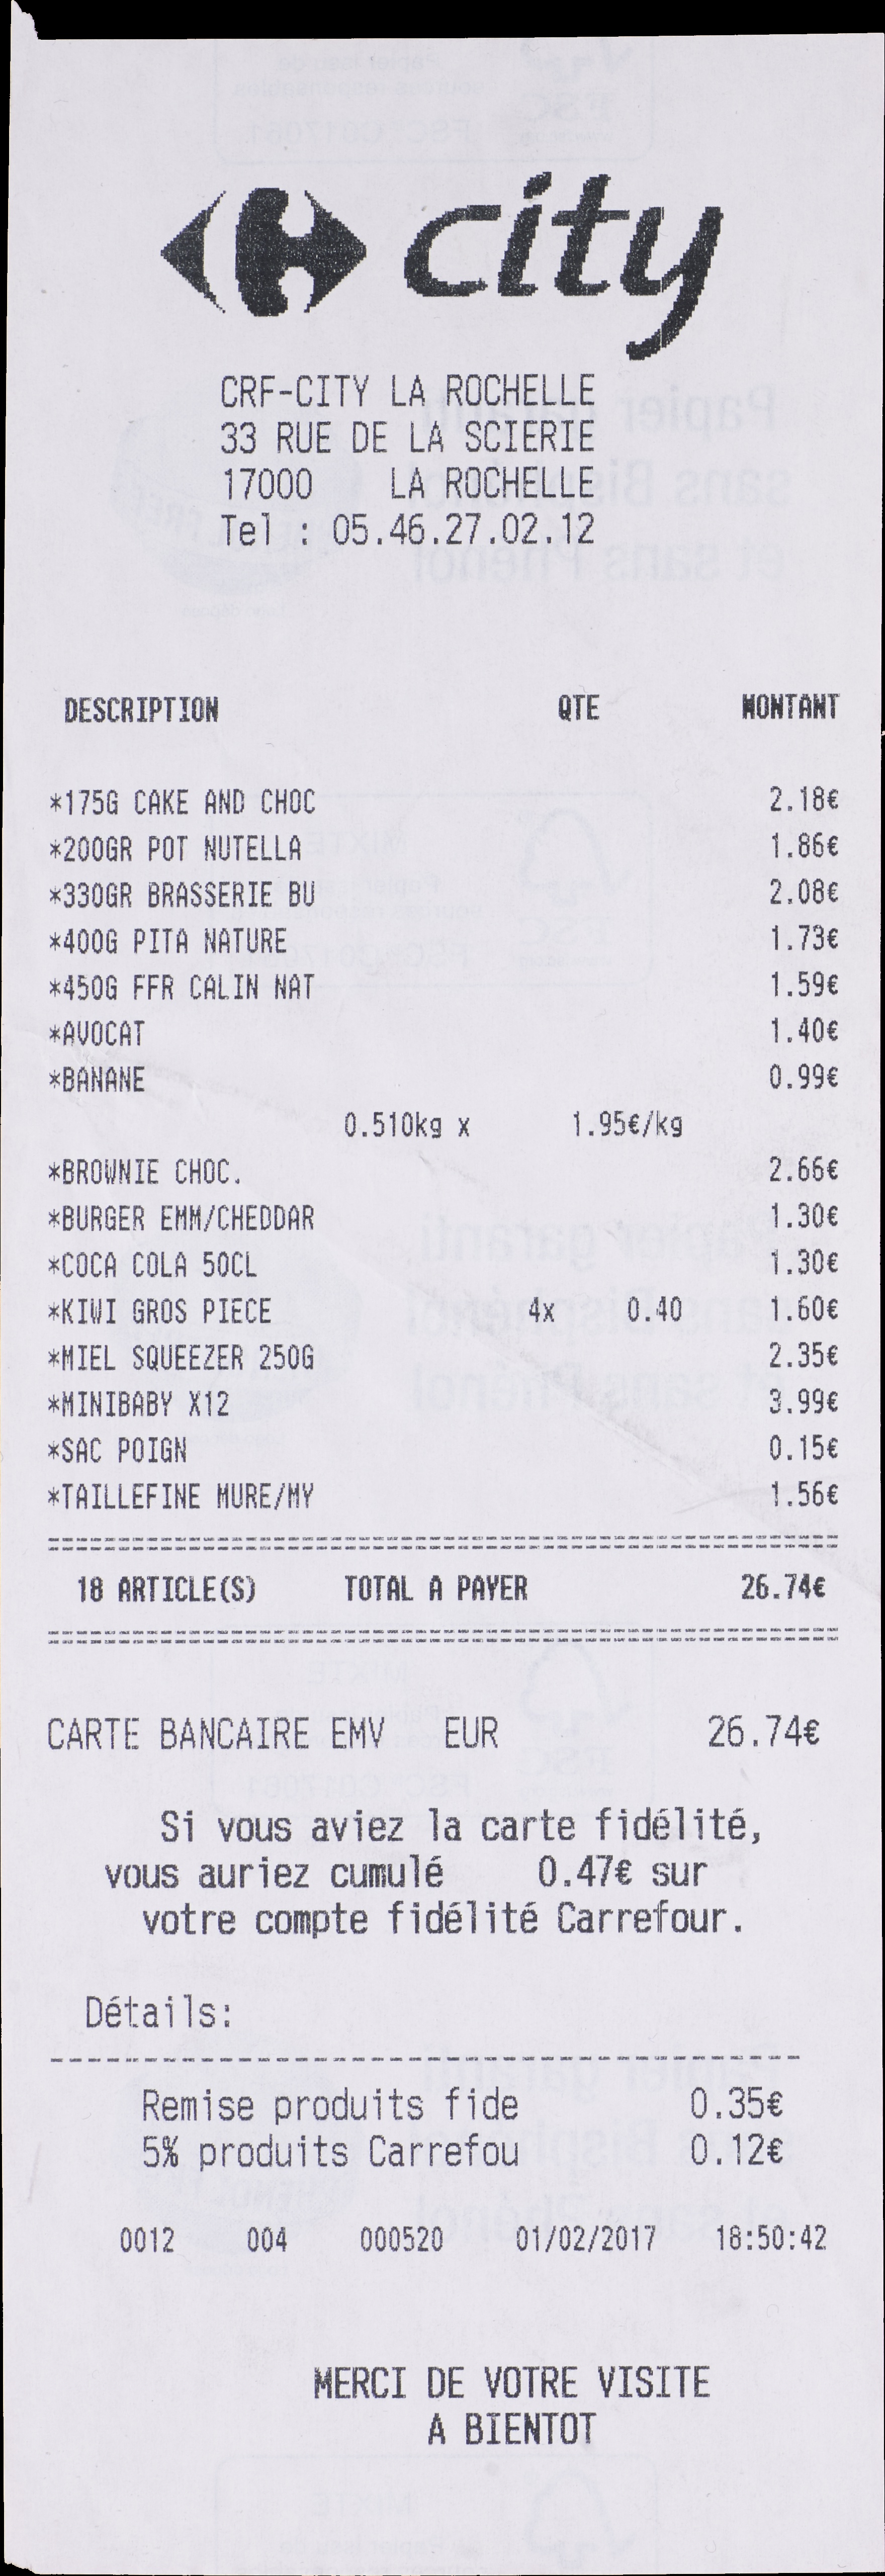 city
CRF-CITY LA ROCHELLE
33 RUE DE LA SCIERIE
17000 LA ROCHELLE
Tel : 05.46.27.02.12
DESCRIPTION QTE MONTANT
*175G CAKE AND CHOC 2.18€
*200GR POT NUTELLA 1.86€
*330GR BRASSERIE BU 2.08€
*400G PITA NATURE 1.73€
*450G FFR CALIN NAT 1.59€
*AVOCAT 1.40€
*BANANE 0.99€
0.510kg x 1.95€/kg
*BROWNIE CHOC. 2.66€
*BURGER EMM/CHEDDAR 1.30€
*COCA COLA 50CL 1.30€
*KIWI GROS PIECE 4x 0.40 1.60€
*MIEL SQUEEZER 250G 2.35€
*MINIBABY X12 3.99€
*SAC POIGN 0.15€
*TAILLEFINE MURE/MY 1.56€
18 ARTICLE(S) TOTAL A PAYER 26.74€
CARTE BANCAIRE EMV EUR 26.74€
Si vous aviez la carte fidélité,
vous auriez cumulé 0.47€ sur
votre compte fidélité Carrefour.
Détails:
Remise produits fide 0.35€
5% produits Carrefou 0.12€
0012 004 000520 01/02/2017 18:50:42
MERCI DE VOTRE VISITE
A BIENTOT